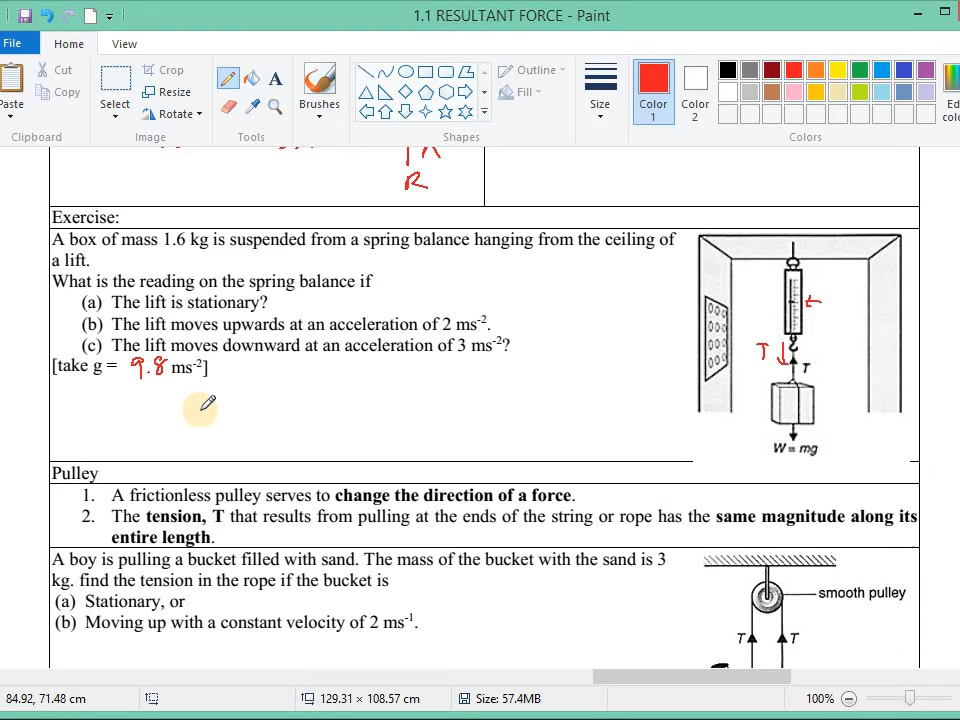 1.1 RESULTANT FORCE - Paint
File
Home
View
Paste
Cut
Copy
Clipboard
Select
Crop
Resize
Rotate
Image
A
Tools
Brushes
Outline
Fill
Shapes
Size
Color 1
Color 2
Colors
R
Exercise:
A box of mass 1.6 kg is suspended from a spring balance hanging from the ceiling of
a lift.
What is the reading on the spring balance if
(a) The lift is stationary?
(b) The lift moves upwards at an acceleration of 2 ms⁻².
(c) The lift moves downward at an acceleration of 3 ms⁻²?
[take g = 9.8 ms⁻²]
T
T
W = mg
Pulley
1. A frictionless pulley serves to change the direction of a force.
2. The tension, T that results from pulling at the ends of the string or rope has the same magnitude along its
entire length.
A boy is pulling a bucket filled with sand. The mass of the bucket with the sand is 3
kg. find the tension in the rope if the bucket is
(a) Stationary, or
(b) Moving up with a constant velocity of 2 ms⁻¹.
smooth pulley
T T
84.92, 71.48 cm
129.31 × 108.57 cm
Size: 57.4MB
100%